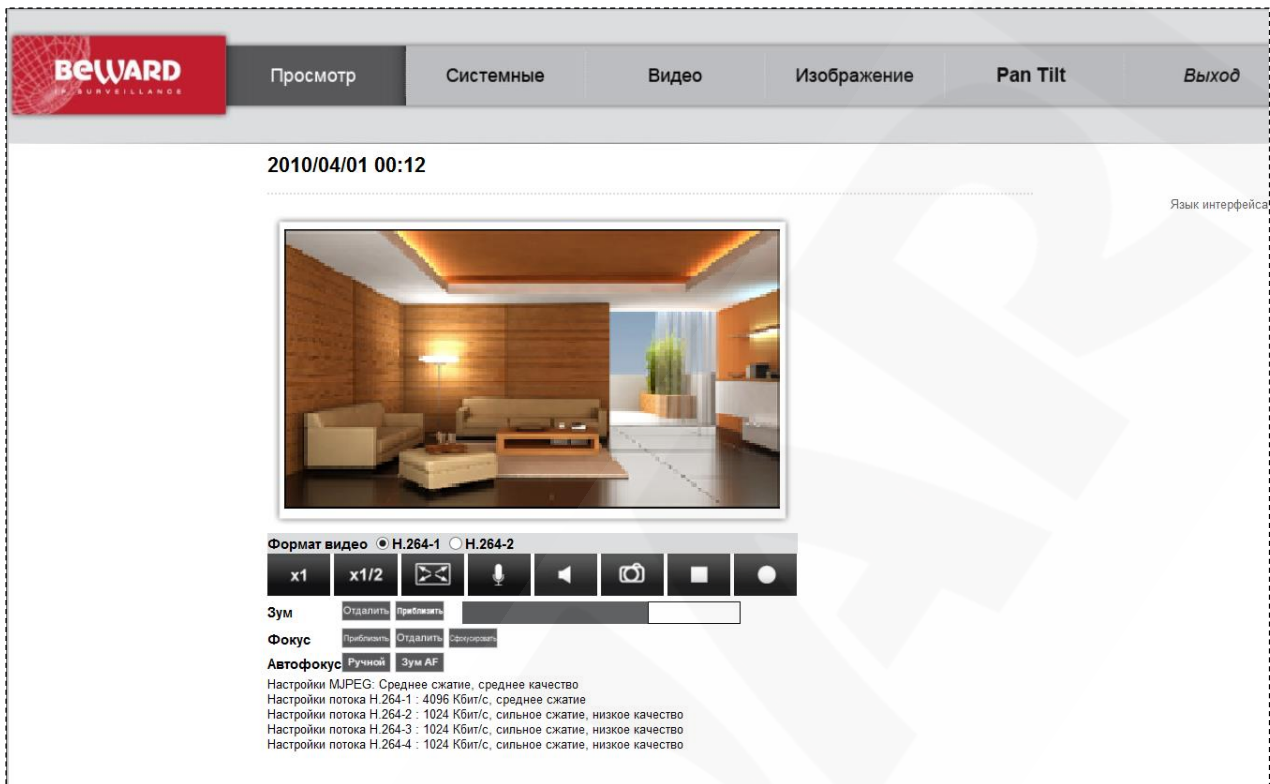 BEWARD
IP SURVEILLANCE
Просмотр Системные Видео Изображение Pan Tilt Выход
2010/04/01 00:12
Язык интерфейса
Формат видео H.264-1 H.264-2
x1 x1/2
Зум Отдалить Приблизить
Фокус Приблизить Отдалить Сфокусировать
Автофокус Ручной Зум AF
Настройки MJPEG: Среднее сжатие, среднее качество
Настройки потока H.264-1 : 4096 Кбит/с, среднее сжатие
Настройки потока H.264-2 : 1024 Кбит/с, сильное сжатие, низкое качество
Настройки потока H.264-3 : 1024 Кбит/с, сильное сжатие, низкое качество
Настройки потока H.264-4 : 1024 Кбит/с, сильное сжатие, низкое качество